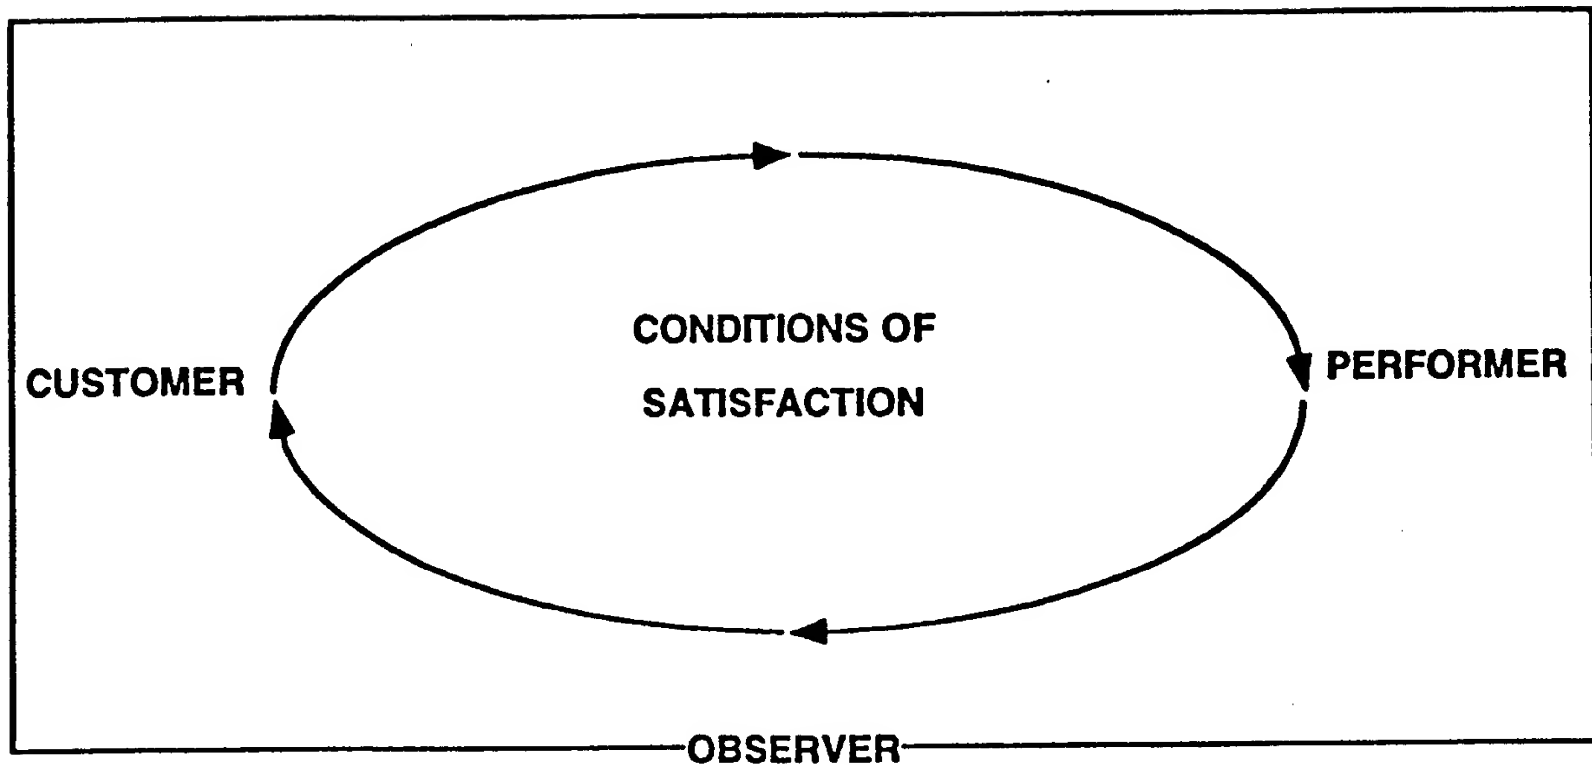 CONDITIONS OF
SATISFACTION
CUSTOMER
PERFORMER
OBSERVER